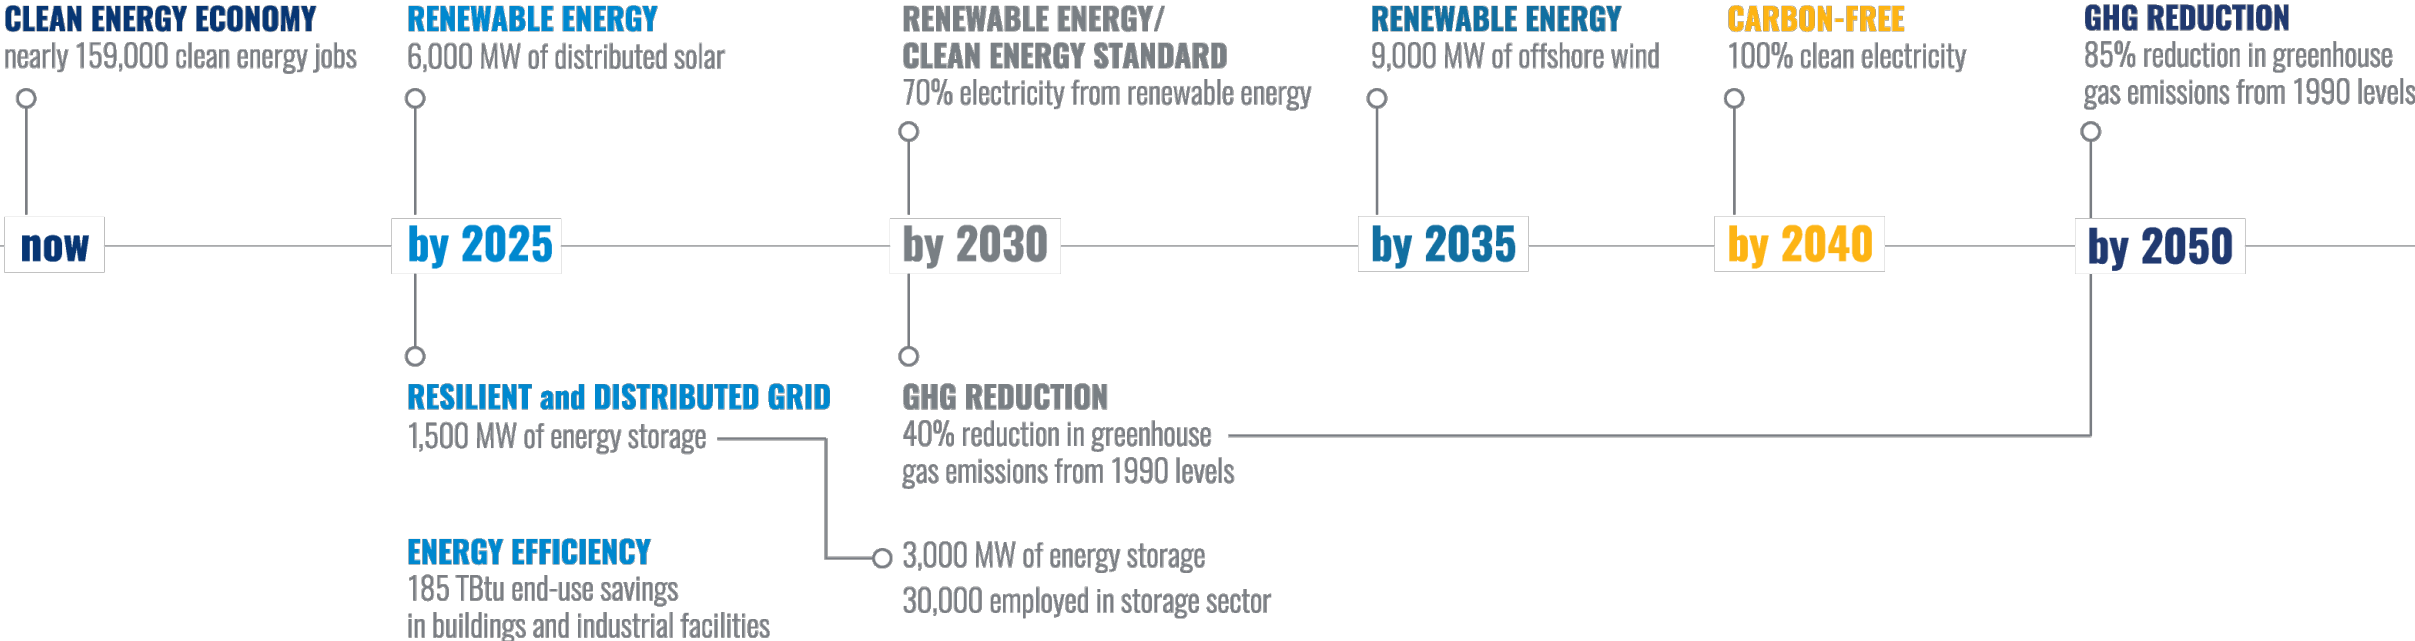 CLEAN ENERGY ECONOMY
nearly 159,000 clean energy jobs
RENEWABLE ENERGY
6,000 MW of distributed solar
RENEWABLE ENERGY/
CLEAN ENERGY STANDARD
70% electricity from renewable energy
RENEWABLE ENERGY
9,000 MW of offshore wind
CARBON-FREE
100% clean electricity
GHG REDUCTION
85% reduction in greenhouse
gas emissions from 1990 levels
now
by 2025
by 2030
by 2035
by 2040
by 2050
RESILIENT and DISTRIBUTED GRID
1,500 MW of energy storage
ENERGY EFFICIENCY
185 TBtu end-use savings
in buildings and industrial facilities
GHG REDUCTION
40% reduction in greenhouse
gas emissions from 1990 levels
3,000 MW of energy storage
30,000 employed in storage sector